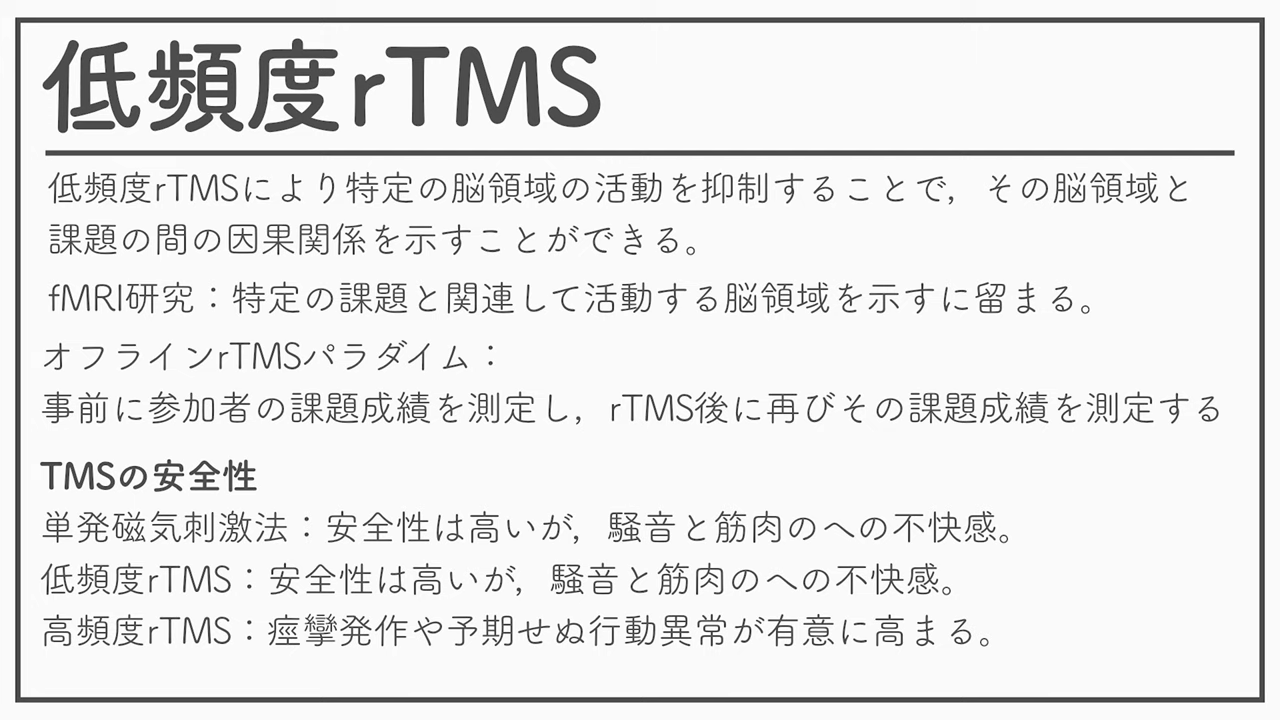 低頻度rTMS
低頻度rTMSにより特定の脳領域の活動を抑制することで，その脳領域と
課題の間の因果関係を示すことができる。
fMRI研究：特定の課題と関連して活動する脳領域を示すに留まる。
オフラインrTMSパラダイム：
事前に参加者の課題成績を測定し，rTMS後に再びその課題成績を測定する
TMSの安全性
単発磁気刺激法：安全性は高いが，騒音と筋肉のへの不快感。
低頻度rTMS：安全性は高いが，騒音と筋肉のへの不快感。
高頻度rTMS：痙攣発作や予期せぬ行動異常が有意に高まる。